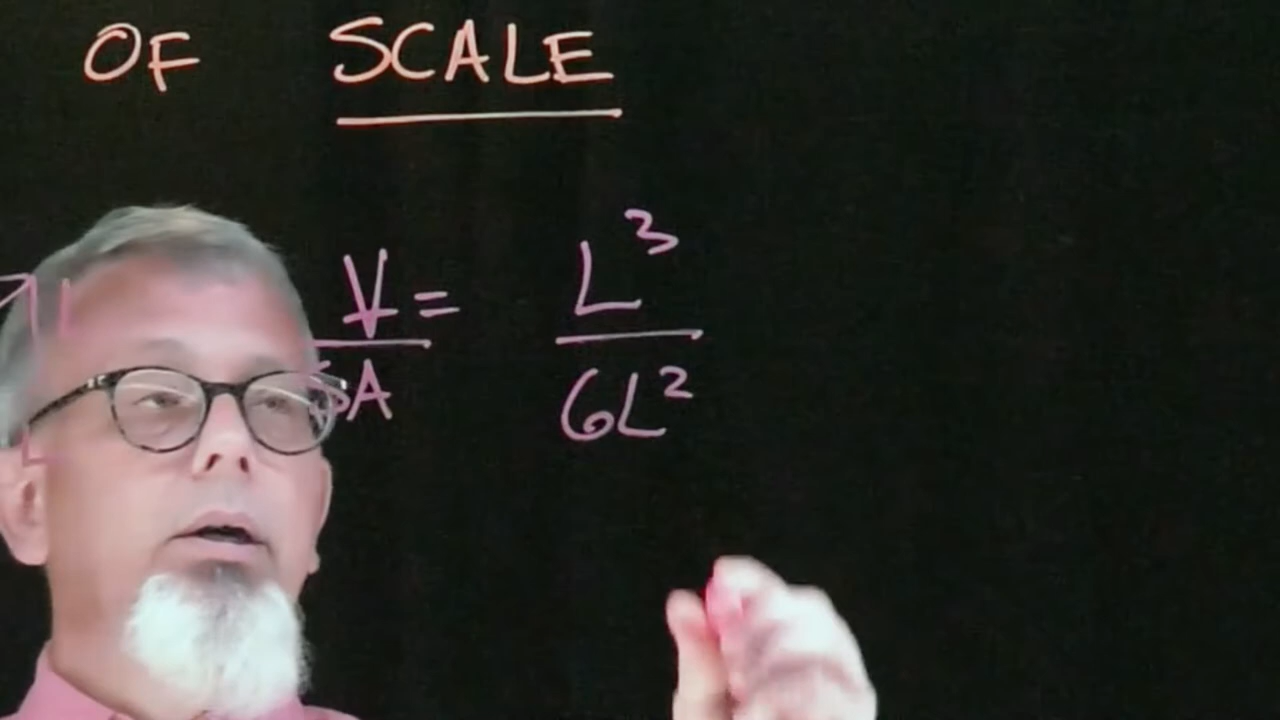 OF SCALE
V = L³
SA 6L²